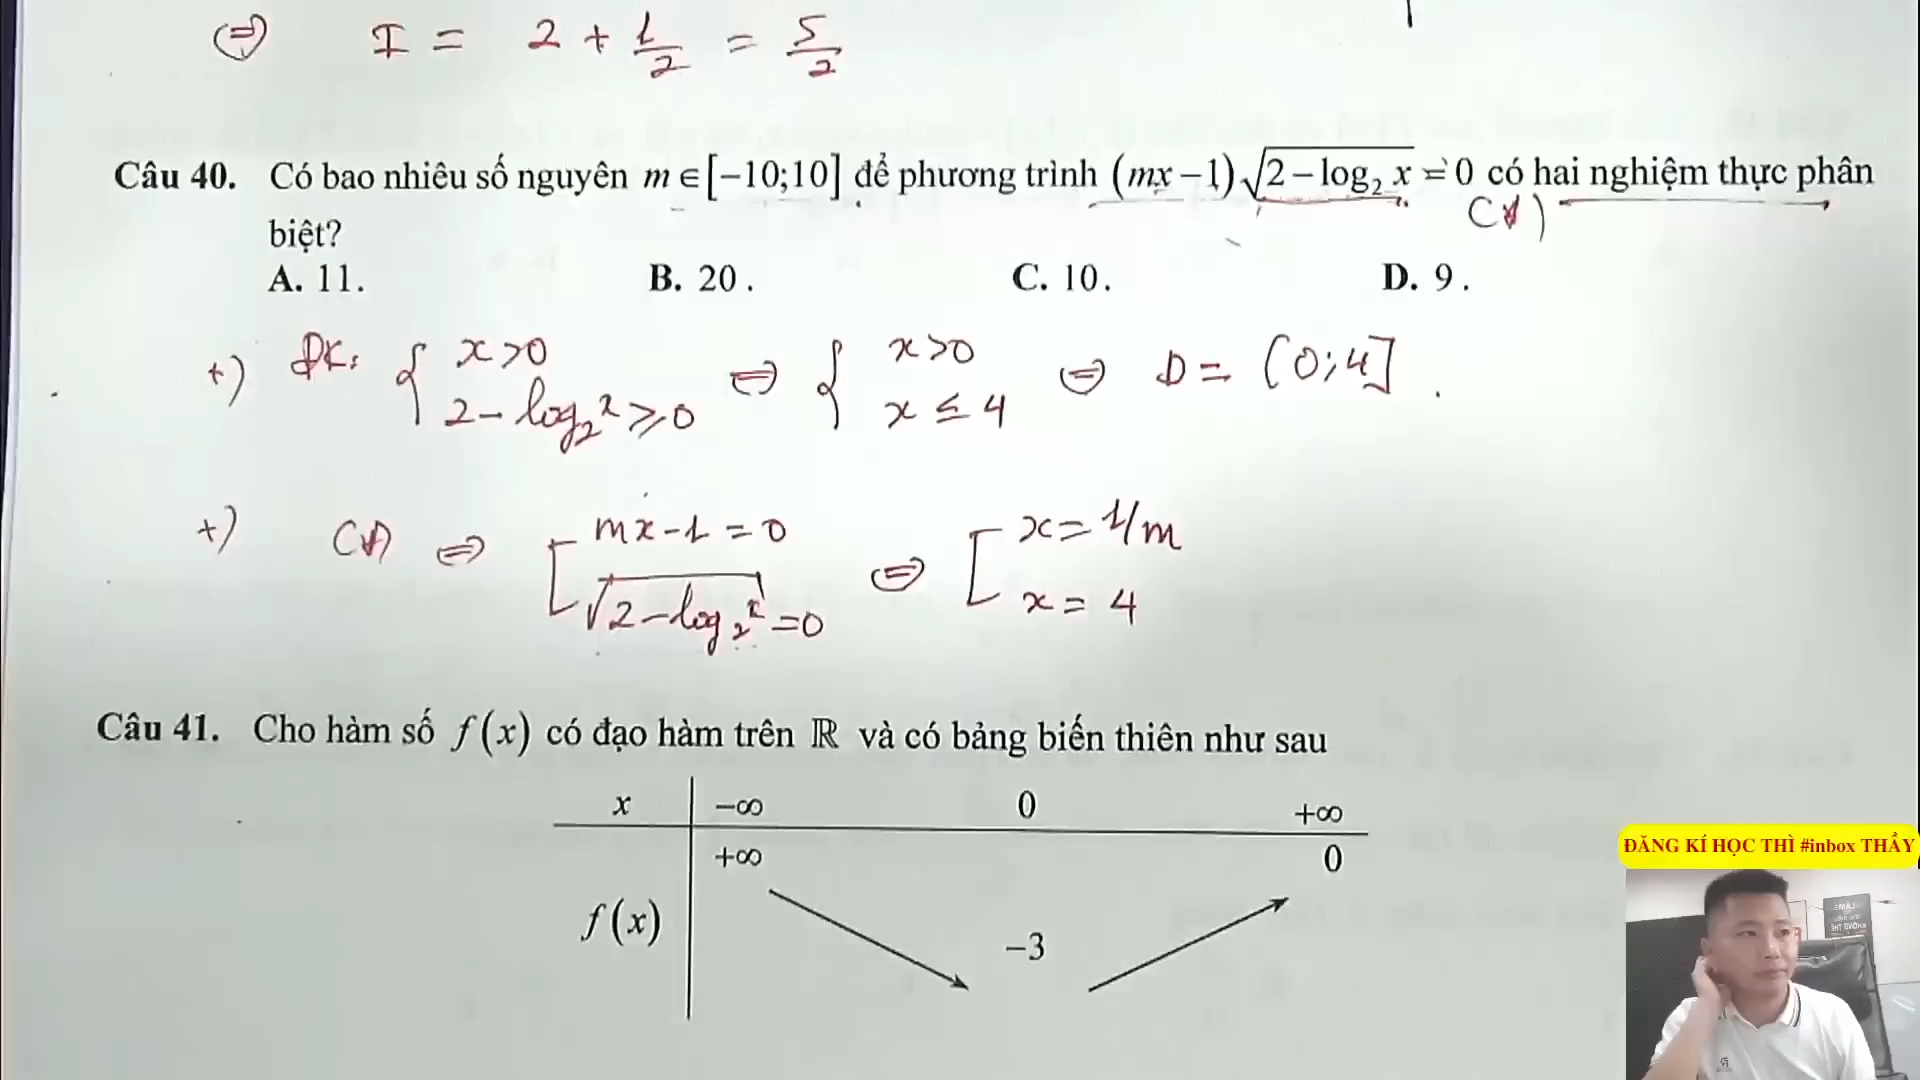 ⇔ I = 2 + 1/2 = 5/2
Câu 40. Có bao nhiêu số nguyên m ∈ [−10;10] để phương trình (mx−1)√(2−log₂ x) = 0 có hai nghiệm thực phân
(1)
biệt?
A. 11. B. 20. C. 10. D. 9.
+) ĐK: { x>0 ⇔ { x>0 ⇔ D = (0;4].
2−log₂x ≥ 0 x ≤ 4
+) (1) ⇔ [ mx−1 = 0 ⇔ [ x = 1/m
√(2−log₂x) = 0 x = 4
Câu 41. Cho hàm số f(x) có đạo hàm trên ℝ và có bảng biến thiên như sau
x −∞ 0 +∞
+∞ 0
f(x) −3
ĐĂNG KÍ HỌC THÌ #inbox THẦY